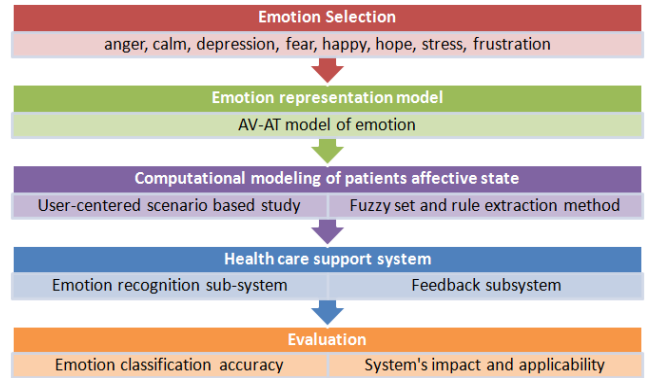 Emotion Selection
anger, calm, depression, fear, happy, hope, stress, frustration
Emotion representation model
AV-AT model of emotion
Computational modeling of patients affective state
User-centered scenario based study
Fuzzy set and rule extraction method
Health care support system
Emotion recognition sub-system
Feedback subsystem
Evaluation
Emotion classification accuracy
System's impact and applicability